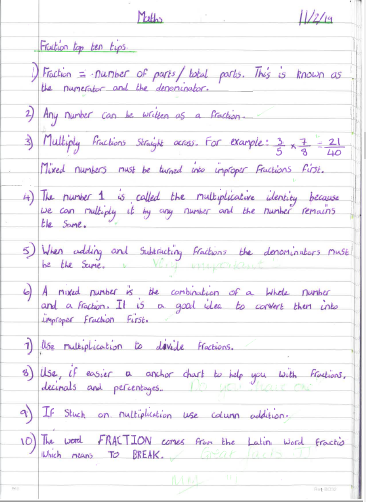 Maths
11/2/19
Fraction top ten tips
1) Fraction = number of parts / total parts. This is known as
the numerator and the denominator.
2) Any number can be written as a fraction.
3) Multiply fractions straight across. For example: 3/5 x 7/8 = 21/40
Mixed numbers must be turned into improper fractions first.
4) The number 1 is called the multiplicative identity because
we can multiply it by any number and the number remains
the same.
5) When adding and subtracting fractions the denominators must
be the same. Very important
6) A mixed number is the combination of a whole number
and a fraction. It is a good idea to convert them into
improper fraction first.
7) Use multiplication to divide fractions.
8) Use, if easier a anchor chart to help you with fractions,
decimals and percentages. Do you
9) If stuck on multiplication use column addition.
10) The word FRACTION comes from the Latin word fractio
which means TO BREAK.